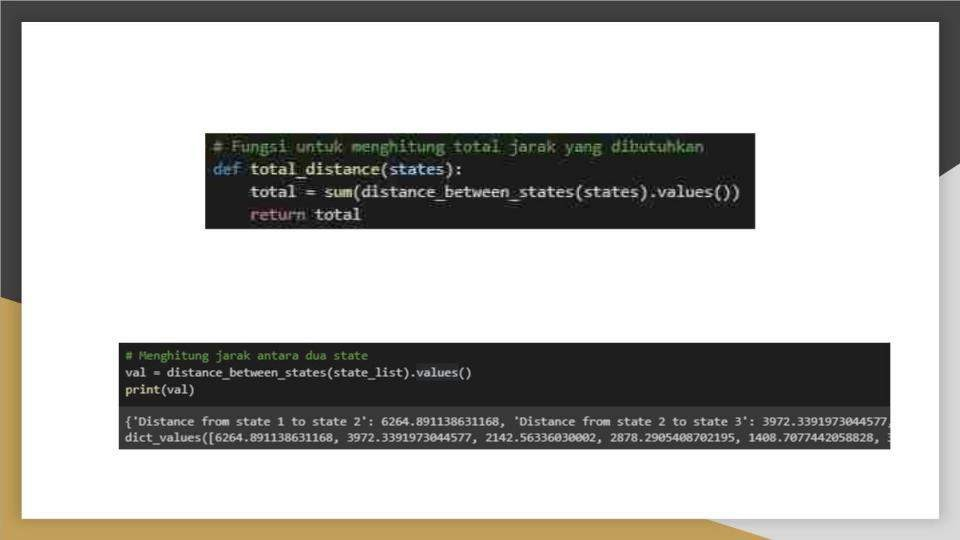 # Fungsi untuk menghitung total jarak yang dibutuhkan
def total_distance(states):
    total = sum(distance_between_states(states).values())
    return total
# Menghitung jarak antara dua state
val = distance_between_states(state_list).values()
print(val)
{'Distance from state 1 to state 2': 6264.891138631168, 'Distance from state 2 to state 3': 3972.3391973044577,
dict_values([6264.891138631168, 3972.3391973044577, 2142.56336030002, 2878.2905408702195, 1408.7077442058828,